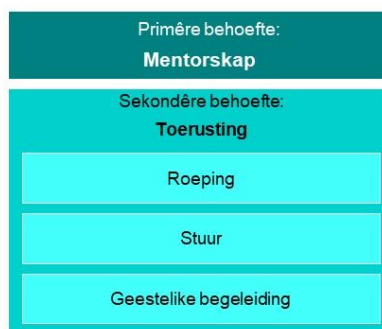 Primêre behoefte:
Mentorskap
Sekondêre behoefte:
Toerusting
Roeping
Stuur
Geestelike begeleiding